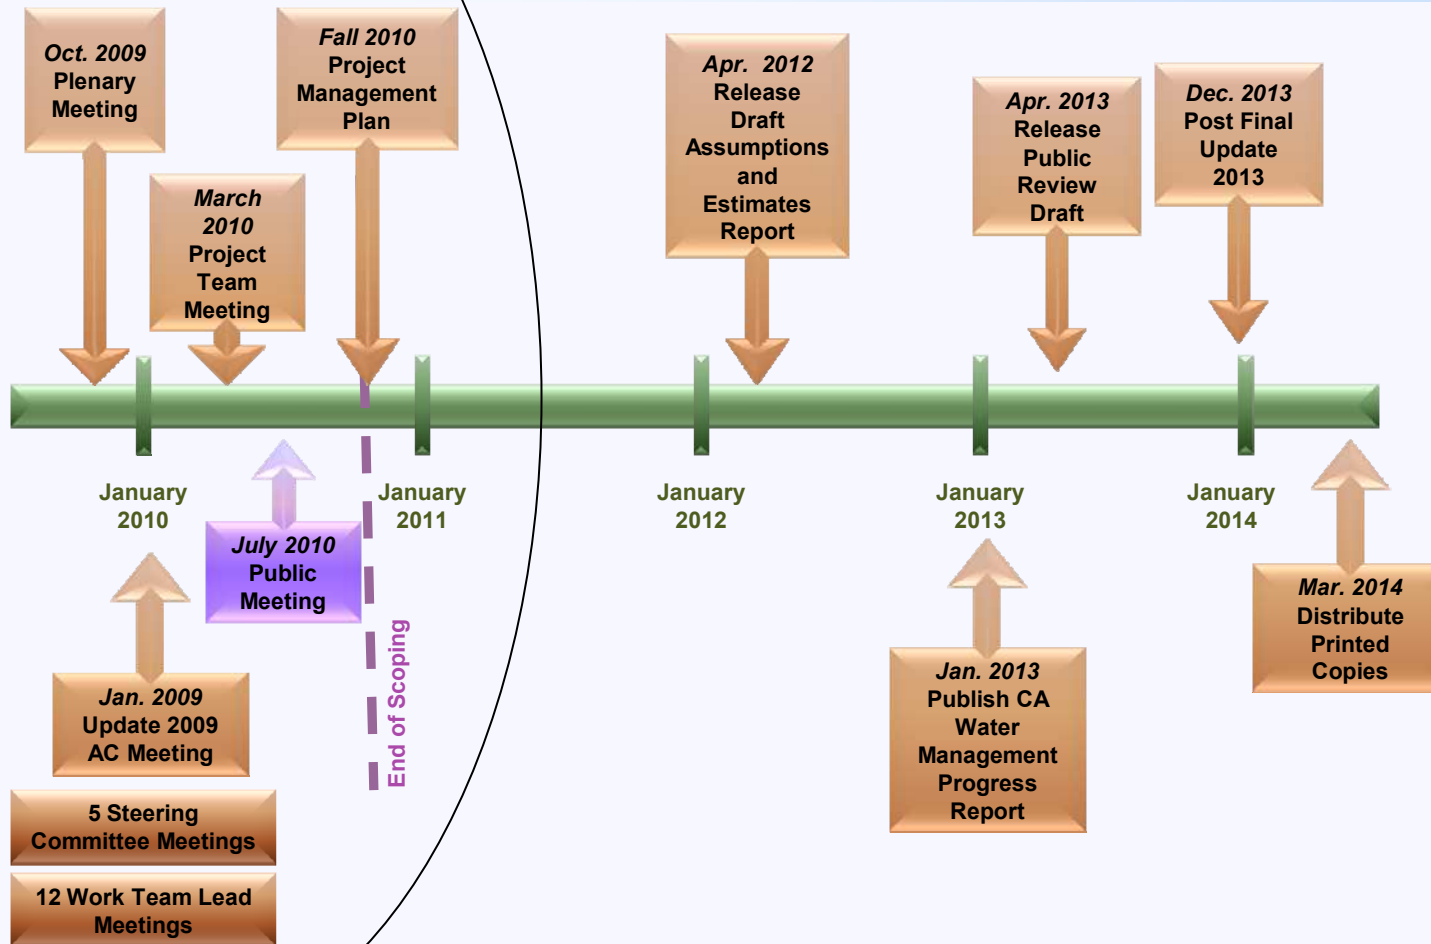 Oct. 2009
Plenary
Meeting
Fall 2010
Project
Management
Plan
Apr. 2012
Release
Draft
Assumptions
and
Estimates
Report
Apr. 2013
Release
Public
Review
Draft
Dec. 2013
Post Final
Update
2013
March
2010
Project
Team
Meeting
January
2010
January
2011
January
2012
January
2013
January
2014
July 2010
Public
Meeting
End of Scoping
Jan. 2009
Update 2009
AC Meeting
Jan. 2013
Publish CA
Water
Management
Progress
Report
Mar. 2014
Distribute
Printed
Copies
5 Steering
Committee Meetings
12 Work Team Lead
Meetings